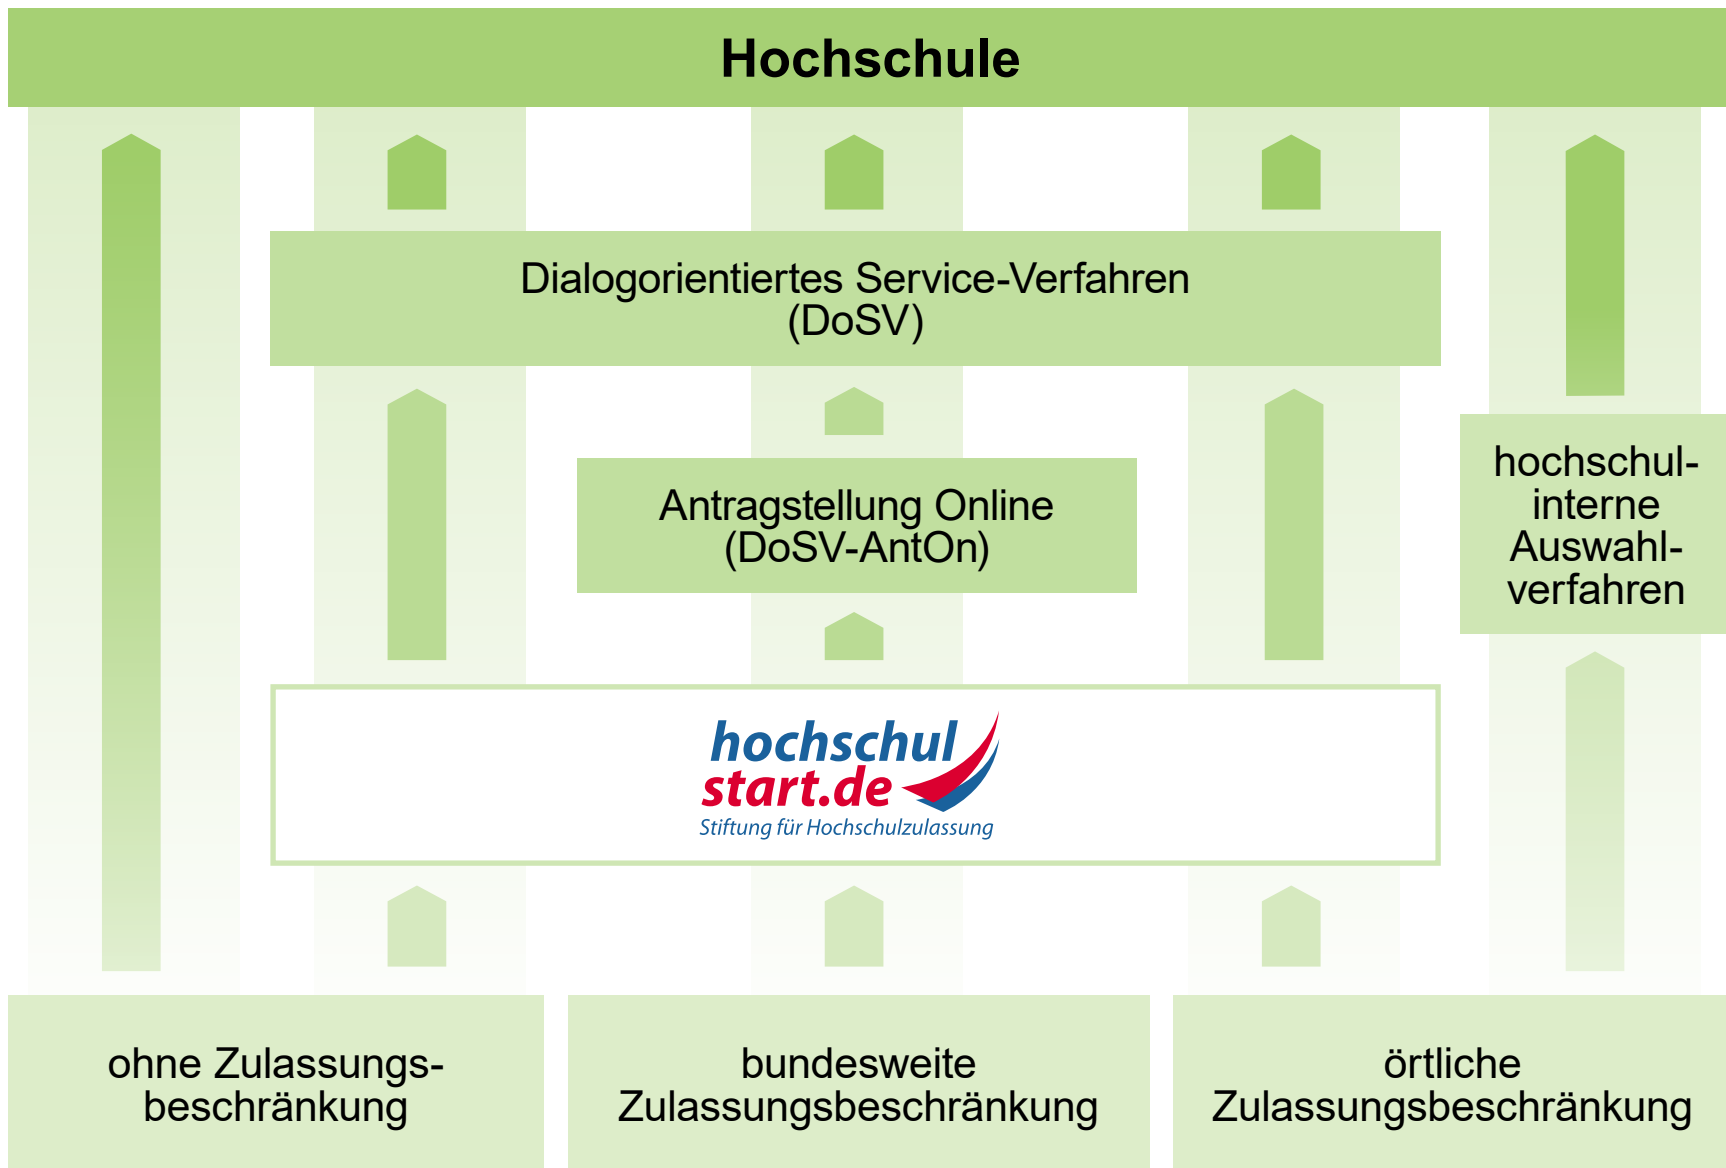 Hochschule
Dialogorientiertes Service-Verfahren
(DoSV)
Antragstellung Online
(DoSV-AntOn)
hochschul-
interne
Auswahl-
verfahren
hochschul
start.de
Stiftung für Hochschulzulassung
ohne Zulassungs-
beschränkung
bundesweite
Zulassungsbeschränkung
örtliche
Zulassungsbeschränkung